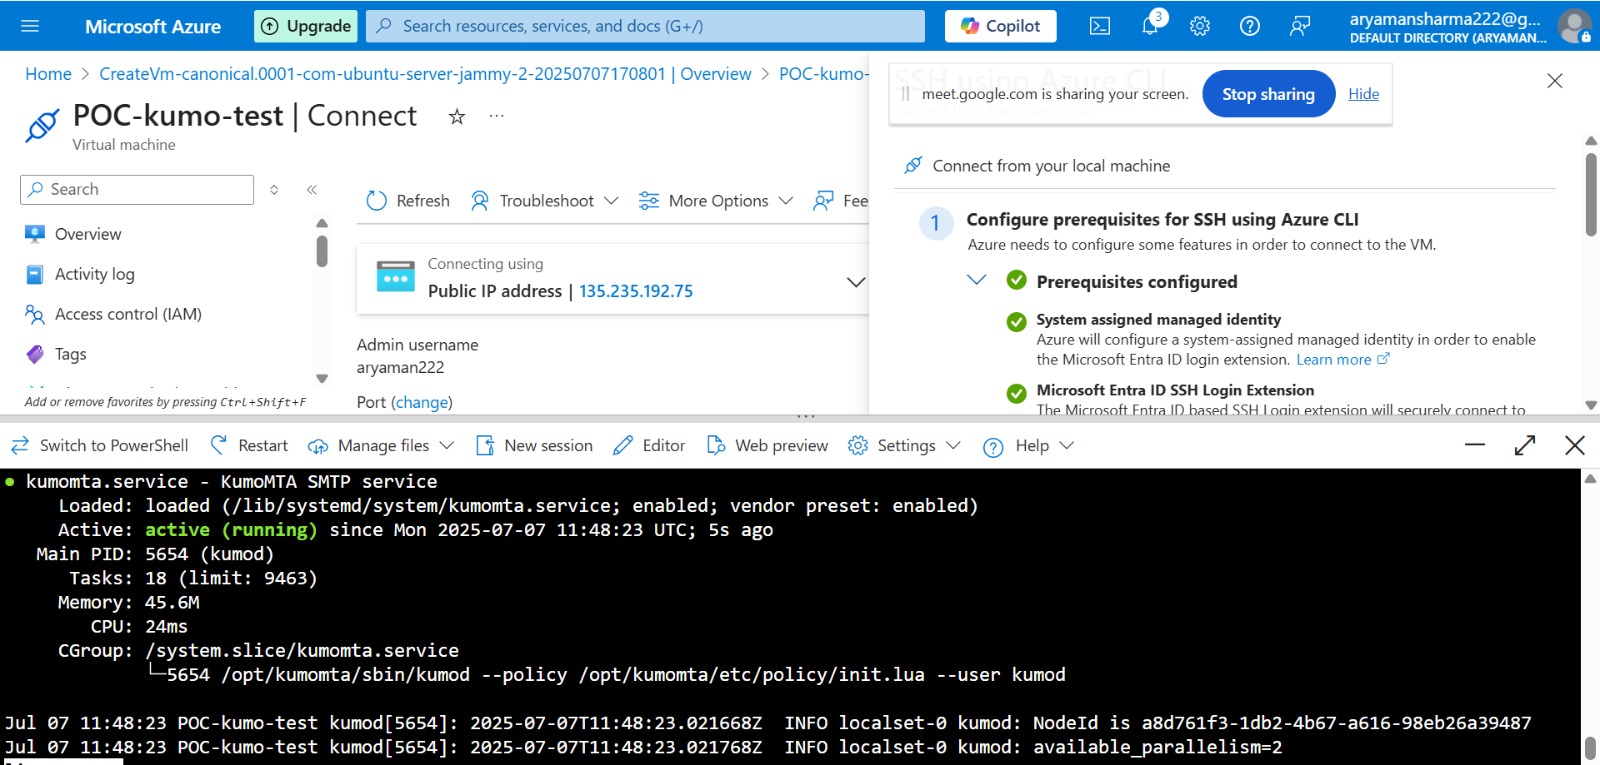 Microsoft Azure
Upgrade
Search resources, services, and docs (G+/)
Copilot
3
aryamansharma222@g...
DEFAULT DIRECTORY (ARYAMAN...
Home > CreateVm-canonical.0001-com-ubuntu-server-jammy-2-20250707170801 | Overview > POC-kumo-
POC-kumo-test | Connect
Virtual machine
Search
Overview
Activity log
Access control (IAM)
Tags
Add or remove favorites by pressing Ctrl+Shift+F
Refresh
Troubleshoot
More Options
Fee
Connecting using
Public IP address | 135.235.192.75
Admin username
aryaman222
Port (change)
SSH using Azure CLI
meet.google.com is sharing your screen.
Stop sharing
Hide
Connect from your local machine
1
Configure prerequisites for SSH using Azure CLI
Azure needs to configure some features in order to connect to the VM.
Prerequisites configured
System assigned managed identity
Azure will configure a system-assigned managed identity in order to enable
the Microsoft Entra ID login extension. Learn more
Microsoft Entra ID SSH Login Extension
The Microsoft Entra ID based SSH Login extension will securely connect to
Switch to PowerShell
Restart
Manage files
New session
Editor
Web preview
Settings
Help
● kumomta.service - KumoMTA SMTP service
Loaded: loaded (/lib/systemd/system/kumomta.service; enabled; vendor preset: enabled)
Active: active (running) since Mon 2025-07-07 11:48:23 UTC; 5s ago
Main PID: 5654 (kumod)
Tasks: 18 (limit: 9463)
Memory: 45.6M
CPU: 24ms
CGroup: /system.slice/kumomta.service
└─5654 /opt/kumomta/sbin/kumod --policy /opt/kumomta/etc/policy/init.lua --user kumod
Jul 07 11:48:23 POC-kumo-test kumod[5654]: 2025-07-07T11:48:23.021668Z  INFO localset-0 kumod: NodeId is a8d761f3-1db2-4b67-a616-98eb26a39487
Jul 07 11:48:23 POC-kumo-test kumod[5654]: 2025-07-07T11:48:23.021768Z  INFO localset-0 kumod: available_parallelism=2